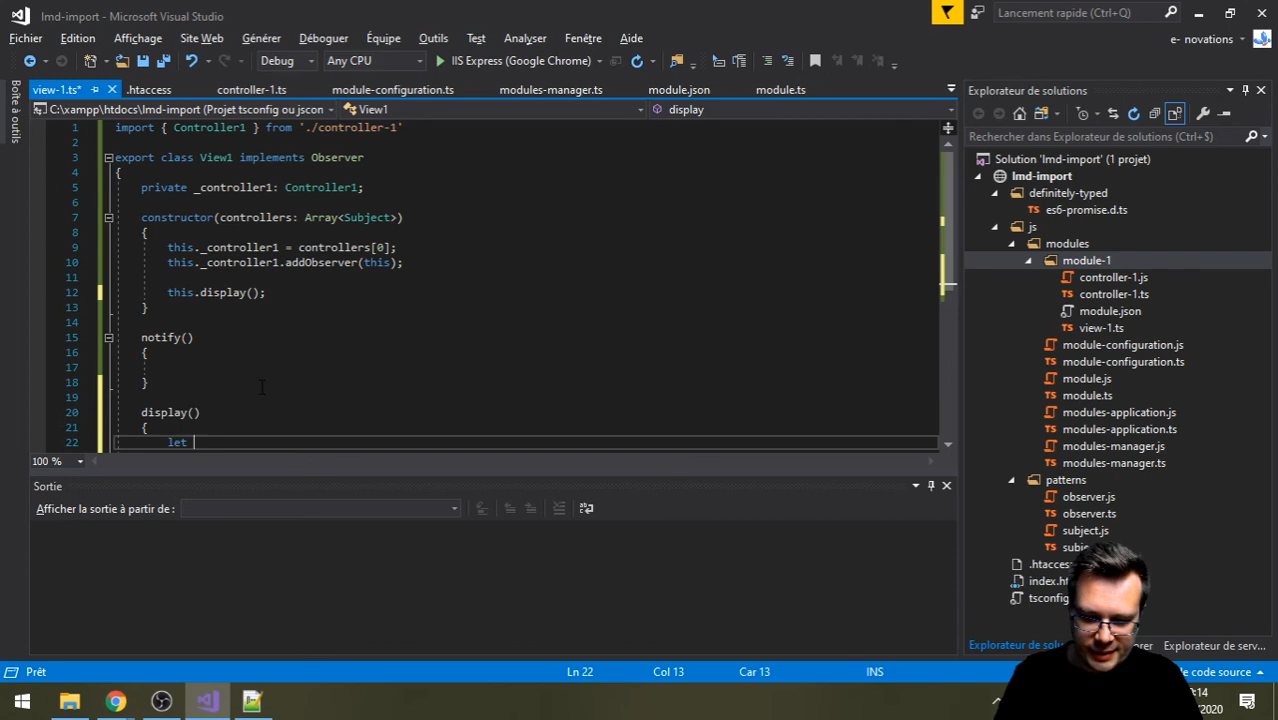 lmd-import - Microsoft Visual Studio
Lancement rapide (Ctrl+Q)
Fichier Edition Affichage Site Web Générer Déboguer Équipe Outils Test Analyser Fenêtre Aide
e- novations
Debug Any CPU IIS Express (Google Chrome)
Boîte à outils
view-1.ts* .htaccess controller-1.ts module-configuration.ts modules-manager.ts module.json module.ts
C:\xampp\htdocs\lmd-import (Projet tsconfig ou jscon View1 display
1 import { Controller1 } from './controller-1'
2
3 export class View1 implements Observer
4 {
5 private _controller1: Controller1;
6
7 constructor(controllers: Array<Subject>)
8 {
9 this._controller1 = controllers[0];
10 this._controller1.addObserver(this);
11
12 this.display();
13 }
14
15 notify()
16 {
17
18 }
19
20 display()
21 {
22 let
100 %
Sortie
Afficher la sortie à partir de :
Explorateur de solutions
Rechercher dans Explorateur de solutions (Ctrl+$)
Solution 'lmd-import' (1 projet)
lmd-import
definitely-typed
es6-promise.d.ts
js
modules
module-1
controller-1.js
controller-1.ts
module.json
view-1.ts
module-configuration.js
module-configuration.ts
module.js
module.ts
modules-application.js
modules-application.ts
modules-manager.js
modules-manager.ts
patterns
observer.js
observer.ts
subject.js
Explorateur de serv...
Prêt Ln 22 Col 13 Car 13 INS